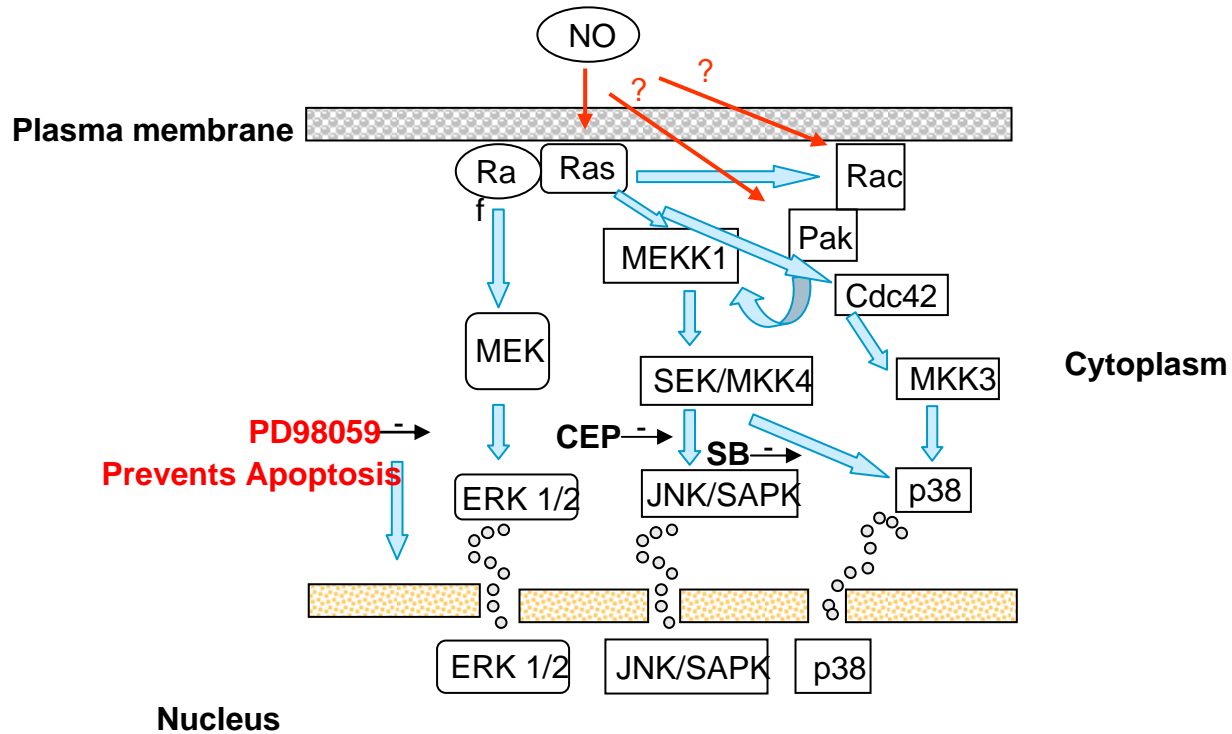 NO
?
?
Plasma membrane
Ra
f
Ras
Rac
Pak
MEKK1
Cdc42
MEK
SEK/MKK4
MKK3
Cytoplasm
PD98059 -
Prevents Apoptosis
CEP -
SB -
ERK 1/2
JNK/SAPK
p38
ERK 1/2
JNK/SAPK
p38
Nucleus